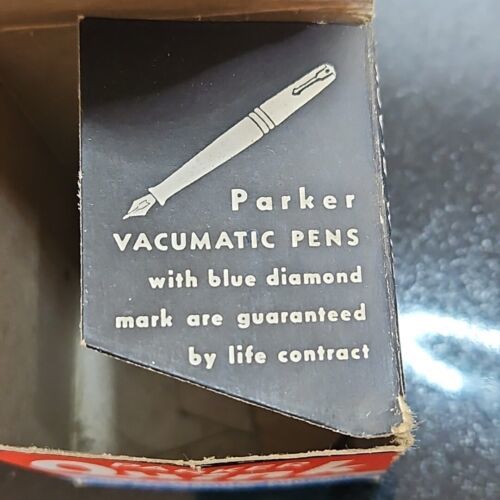 Parker
VACUMATIC PENS
with blue diamond
mark are guaranteed
by life contract